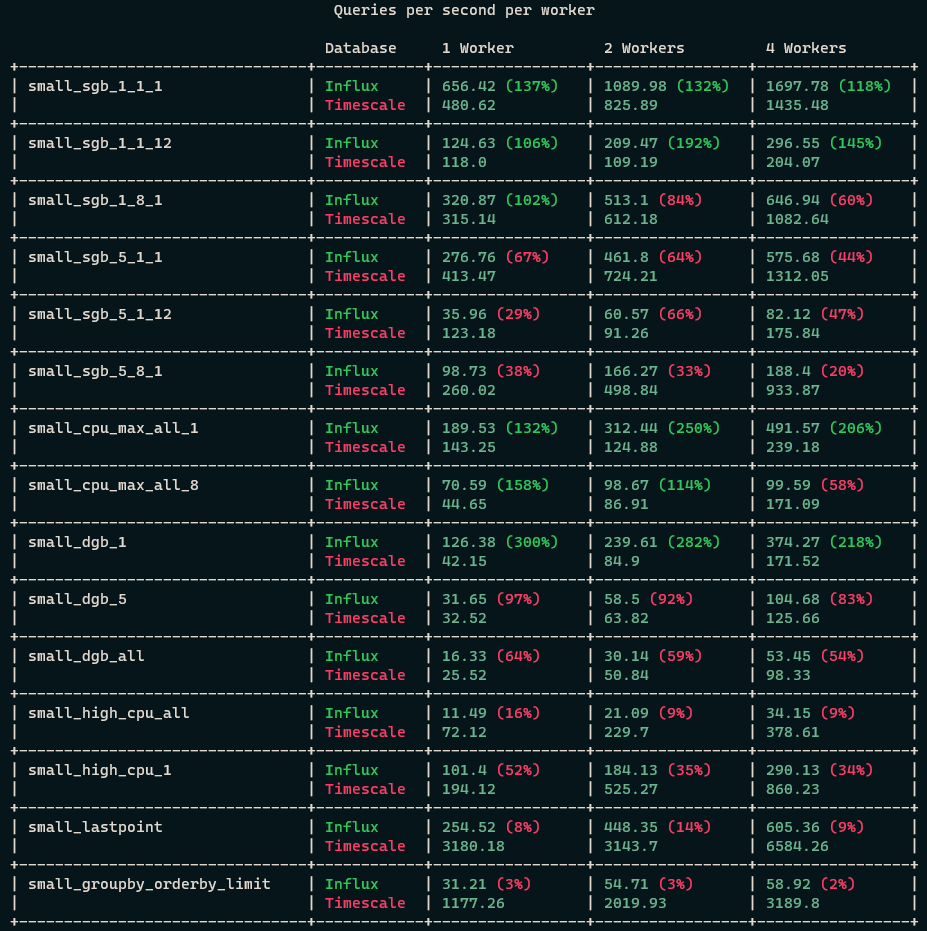 Queries per second per worker
Database 1 Worker 2 Workers 4 Workers
small_sgb_1_1_1 Influx 656.42 (137%) 1089.98 (132%) 1697.78 (118%)
Timescale 480.62 825.89 1435.48
small_sgb_1_1_12 Influx 124.63 (106%) 209.47 (192%) 296.55 (145%)
Timescale 118.0 109.19 204.07
small_sgb_1_8_1 Influx 320.87 (102%) 513.1 (84%) 646.94 (60%)
Timescale 315.14 612.18 1082.64
small_sgb_5_1_1 Influx 276.76 (67%) 461.8 (64%) 575.68 (44%)
Timescale 413.47 724.21 1312.05
small_sgb_5_1_12 Influx 35.96 (29%) 60.57 (66%) 82.12 (47%)
Timescale 123.18 91.26 175.84
small_sgb_5_8_1 Influx 98.73 (38%) 166.27 (33%) 188.4 (20%)
Timescale 260.02 498.84 933.87
small_cpu_max_all_1 Influx 189.53 (132%) 312.44 (250%) 491.57 (206%)
Timescale 143.25 124.88 239.18
small_cpu_max_all_8 Influx 70.59 (158%) 98.67 (114%) 99.59 (58%)
Timescale 44.65 86.91 171.09
small_dgb_1 Influx 126.38 (300%) 239.61 (282%) 374.27 (218%)
Timescale 42.15 84.9 171.52
small_dgb_5 Influx 31.65 (97%) 58.5 (92%) 104.68 (83%)
Timescale 32.52 63.82 125.66
small_dgb_all Influx 16.33 (64%) 30.14 (59%) 53.45 (54%)
Timescale 25.52 50.84 98.33
small_high_cpu_all Influx 11.49 (16%) 21.09 (9%) 34.15 (9%)
Timescale 72.12 229.7 378.61
small_high_cpu_1 Influx 101.4 (52%) 184.13 (35%) 290.13 (34%)
Timescale 194.12 525.27 860.23
small_lastpoint Influx 254.52 (8%) 448.35 (14%) 605.36 (9%)
Timescale 3180.18 3143.7 6584.26
small_groupby_orderby_limit Influx 31.21 (3%) 54.71 (3%) 58.92 (2%)
Timescale 1177.26 2019.93 3189.8